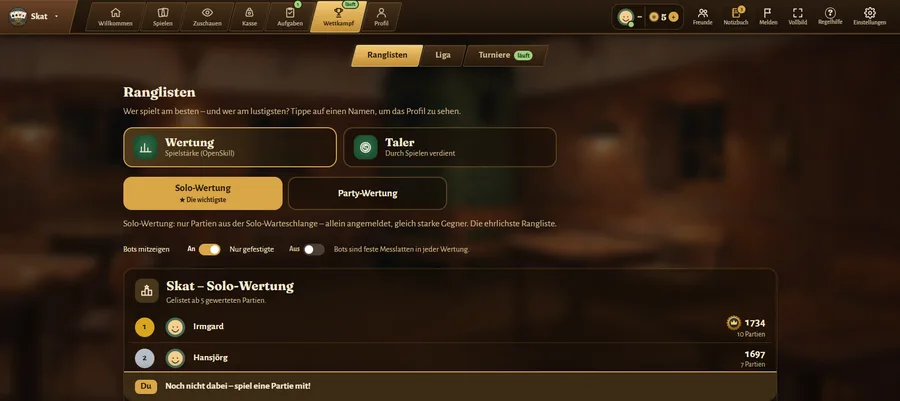 Skat
Willkommen
Spielen
Zuschauen
Kasse
1
Aufgaben
läuft
Wettkampf
Profil
– 5
Freunde
Notizbuch
Melden
Vollbild
Regelhilfe
Einstellungen
Ranglisten
Liga
Turniere läuft
Ranglisten
Wer spielt am besten – und wer am lustigsten? Tippe auf einen Namen, um das Profil zu sehen.
Wertung
Spielstärke (OpenSkill)
Taler
Durch Spielen verdient
Solo-Wertung
★ Die wichtigste
Party-Wertung
Solo-Wertung: nur Partien aus der Solo-Warteschlange – allein angemeldet, gleich starke Gegner. Die ehrlichste Rangliste.
Bots mitzeigen An Nur gefestigte Aus Bots sind feste Messlatten in jeder Wertung.
Skat – Solo-Wertung
Gelistet ab 5 gewerteten Partien.
1 Irmgard 1734
10 Partien
2 Hansjörg 1697
7 Partien
Du Noch nicht dabei – spiel eine Partie mit!